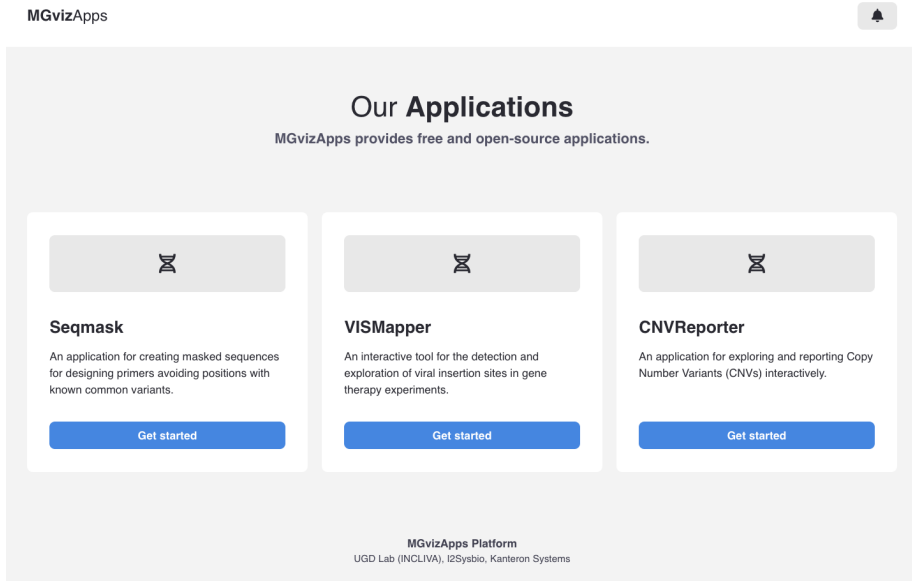 MGvizApps
Our Applications
MGvizApps provides free and open-source applications.
Seqmask
An application for creating masked sequences
for designing primers avoiding positions with
known common variants.
Get started
VISMapper
An interactive tool for the detection and
exploration of viral insertion sites in gene
therapy experiments.
Get started
CNVReporter
An application for exploring and reporting Copy
Number Variants (CNVs) interactively.
Get started
MGvizApps Platform
UGD Lab (INCLIVA), I2Sysbio, Kanteron Systems